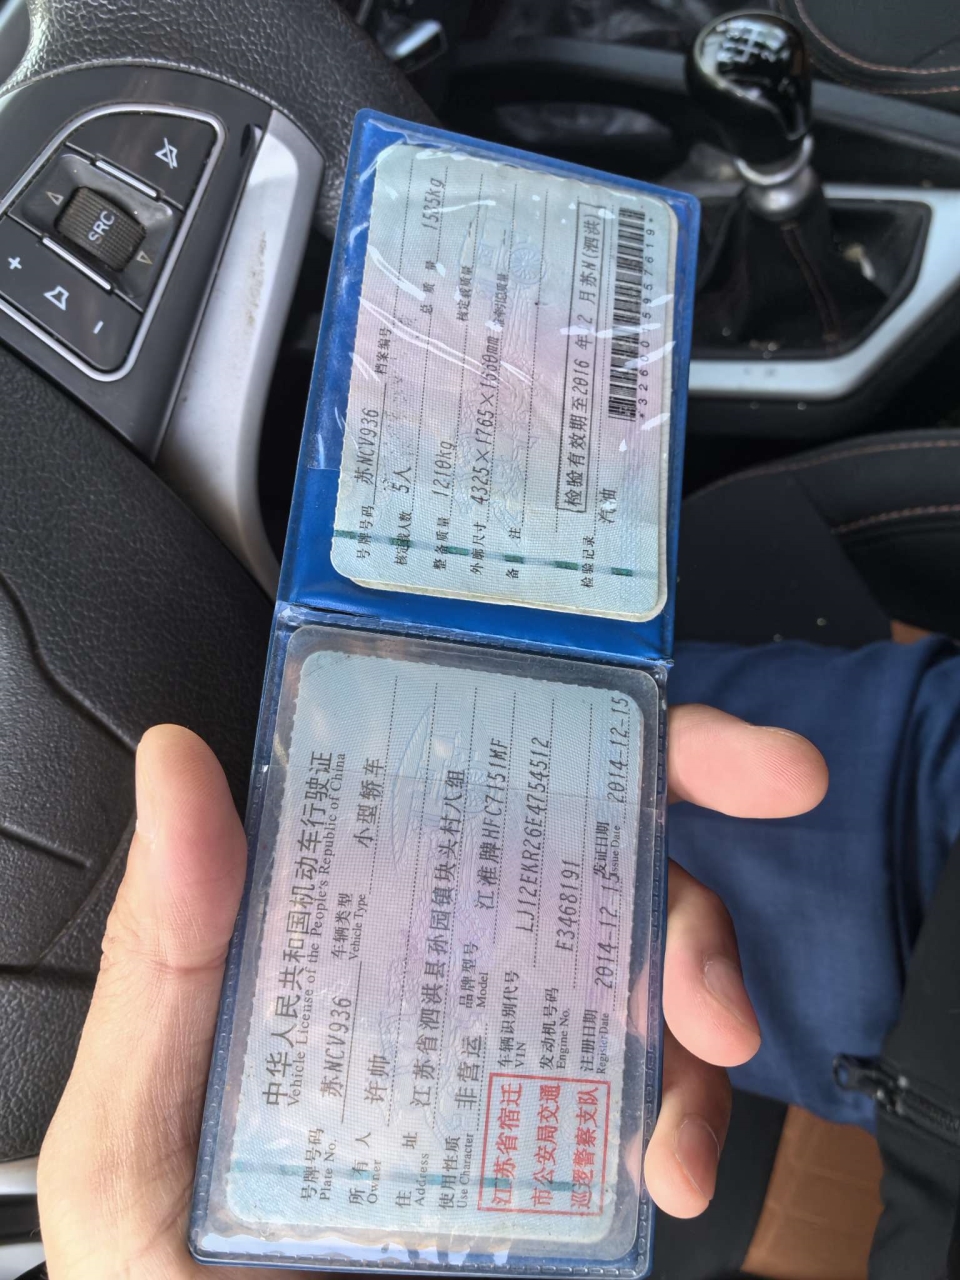 中华人民共和国机动车行驶证
Vehicle License of the People's Republic of China
号牌号码 苏NCV936 车辆类型 小型轿车
Plate No. Vehicle Type
所有人 许帅
Owner
住址 江苏省泗洪县孙园镇块头村八组
Address
使用性质 非营运 品牌型号 江淮牌HFC7151MF
Use Character Model
江苏省宿迁
市公安局交通
巡逻警察支队
车辆识别代号 LJ12EKR26E4754512
VIN
发动机号码 E3468191
Engine No.
注册日期 2014-12-15 发证日期 2014-12-15
Register Date Issue Date
号牌号码 苏NCV936 档案编号
核定载人数 5人 总质量 1585kg
整备质量 1210kg 核定载质量
外廓尺寸 4325×1765×1660mm
备注
检验有效期至2016年12月苏N(泗洪)
检验记录 汽油
SRC
+
-